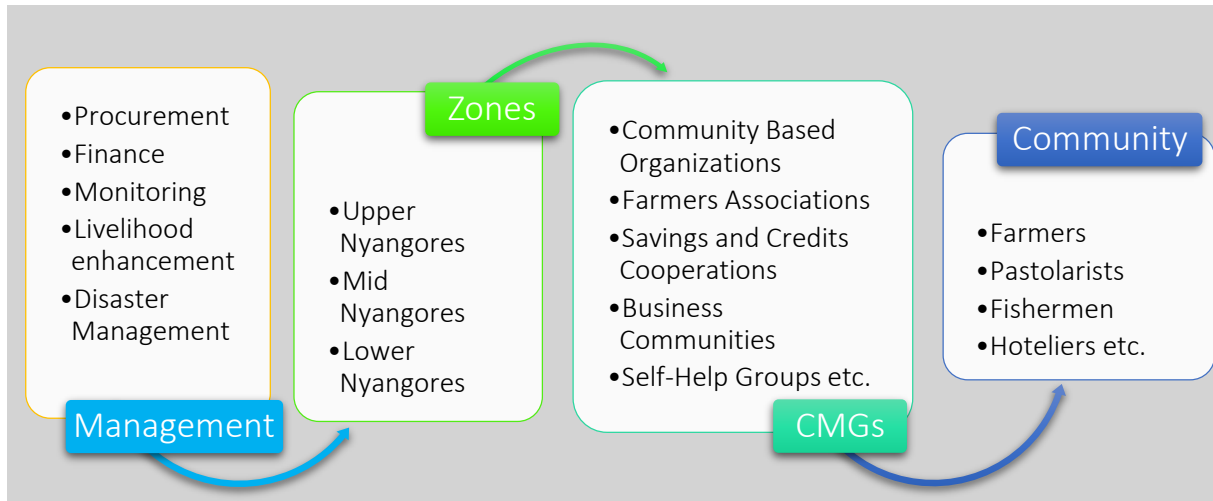 •Procurement
•Finance
•Monitoring
•Livelihood
enhancement
•Disaster
Management
Management
Zones
•Upper
Nyangores
•Mid
Nyangores
•Lower
Nyangores
•Community Based
Organizations
•Farmers Associations
•Savings and Credits
Cooperations
•Business
Communities
•Self-Help Groups etc.
CMGs
Community
•Farmers
•Pastolarists
•Fishermen
•Hoteliers etc.